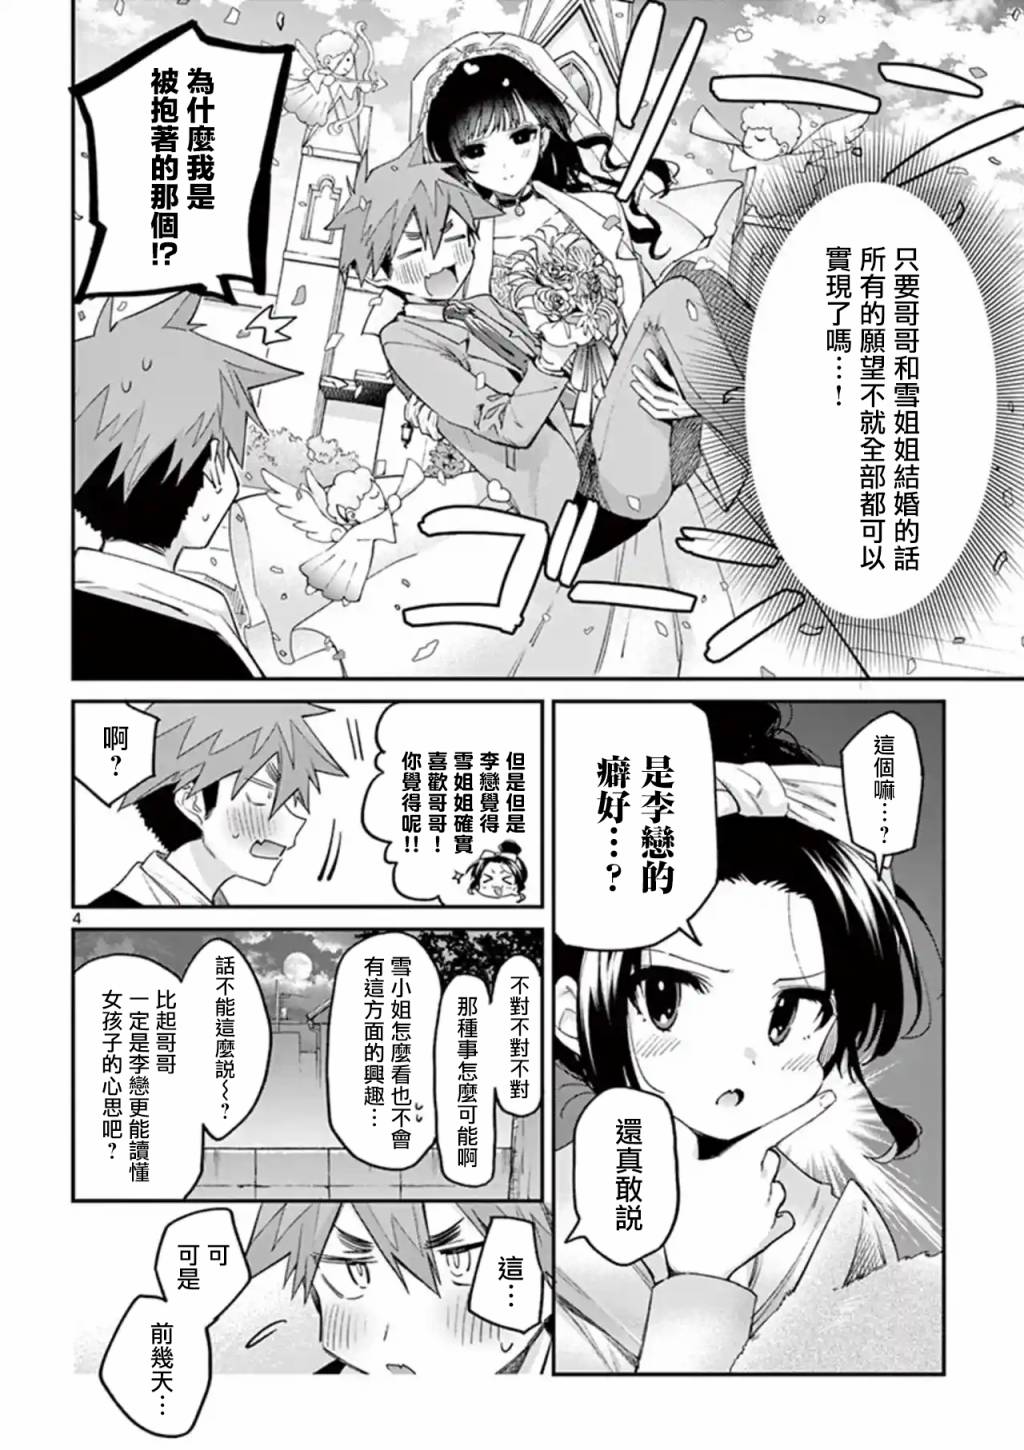 只要哥哥和雪姐姐結婚的話
所有的願望不就全部都可以
實現了嗎…！
為什麼我是
被抱著的那個!?
這個嘛…?
是李戀的
癖好…?
還真敢説
但是但是
李戀覺得
雪姐姐確實
喜歡哥哥！
你覺得呢!!
啊?
4
不對不對不對
那種事怎麼可能啊
雪小姐怎麼看也不會
有這方面的興趣…
話不能這麼説～?
比起哥哥
一定是李戀更能讀懂
女孩子的心思吧?
這…
可
可是
前幾天…